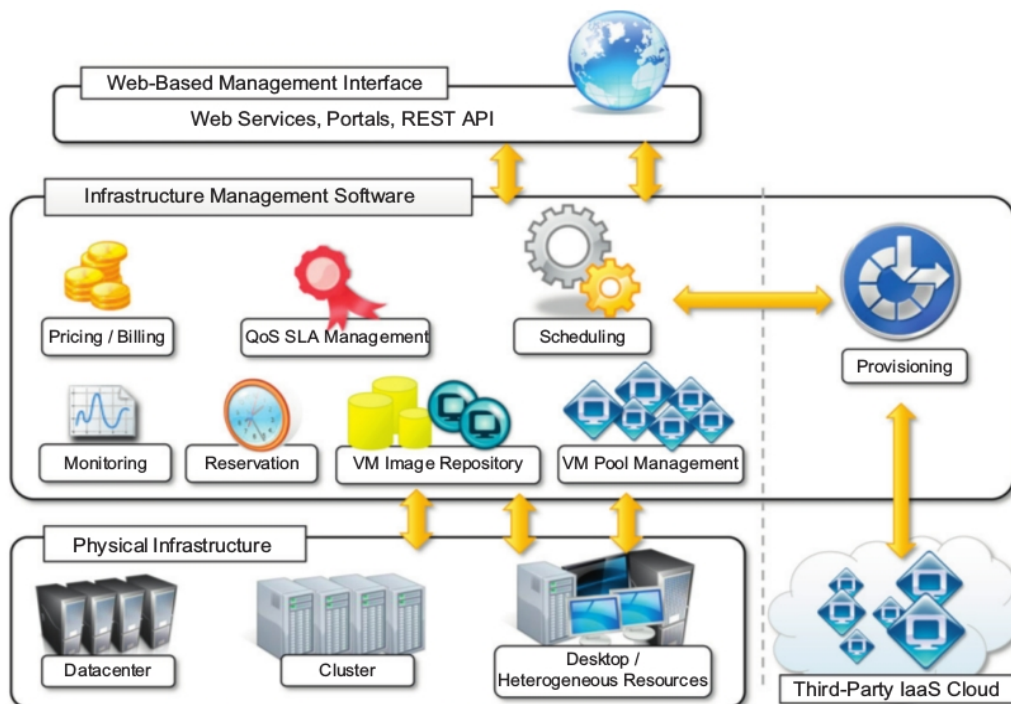 Web-Based Management Interface
Web Services, Portals, REST API
Infrastructure Management Software
Pricing / Billing
QoS SLA Management
Scheduling
Provisioning
Monitoring
Reservation
VM Image Repository
VM Pool Management
Physical Infrastructure
Datacenter
Cluster
Desktop /
Heterogeneous Resources
Third-Party IaaS Cloud